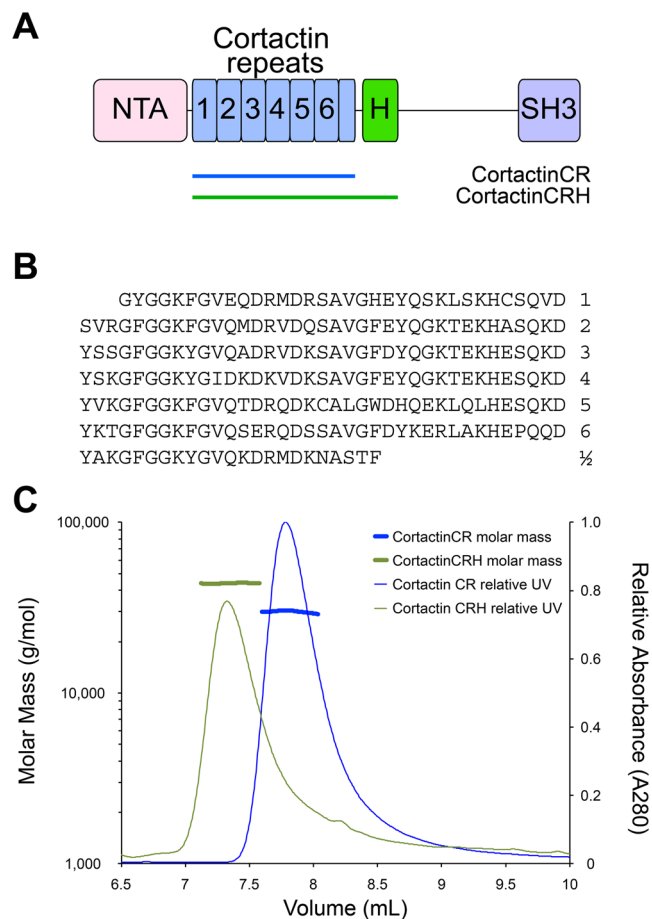 A
Cortactin
repeats
NTA 1 2 3 4 5 6 H SH3
CortactinCR
CortactinCRH
B
GYGGKFGVEQDRMDRSAVGHEYQSKLSKHCSQVD 1
SVRGFGGKFGVQMDRVDQSAVGFEYQGKTEKHASQKD 2
YSSGFGGKYGVQADRVDKSAVGFDYQGKTEKHESQKD 3
YSKGFGGKYGIDKDKVDKSAVGFEYQGKTEKHESQKD 4
YVKGFGGKFGVQTDRQDKCALGWDHQEKLQLHESQKD 5
YKTGFGGKFGVQSERQDSSAVGFDYKERLAKHEPQQD 6
YAKGFGGKYGVQKDRMDKNASTF ½
C
100,000
10,000
1,000
Molar Mass (g/mol)
CortactinCR molar mass
CortactinCRH molar mass
Cortactin CR relative UV
Cortactin CRH relative UV
1.0
0.8
0.6
0.4
0.2
0
Relative Absorbance (A280)
6.5 7 7.5 8 8.5 9 9.5 10
Volume (mL)